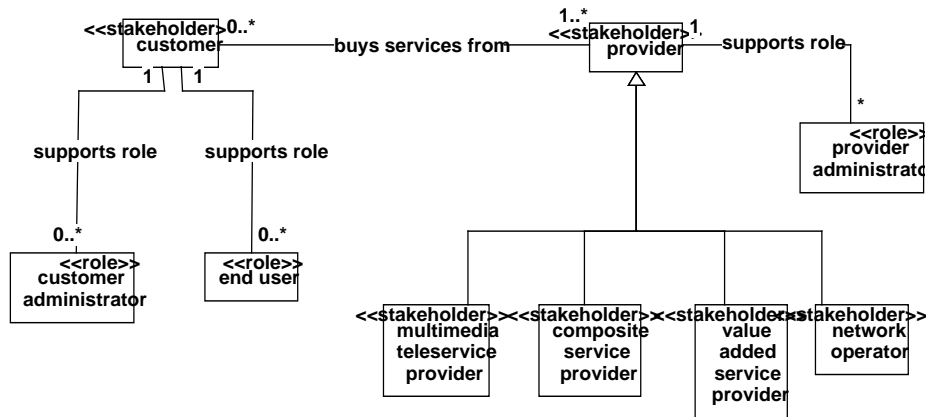 0..*
<<stakeholder>
customer
buys services from
1..*
<<stakeholder>
provider
1
supports role
1
1
*
<<role>>
provider
administrator
supports role
supports role
0..*
0..*
<<role>>
customer
administrator
<<role>>
end user
<<stakeholder>>
multimedia
teleservice
provider
<<stakeholder>>
composite
service
provider
<<stakeholder>>
value
added
service
provider
<<stakeholder>>
network
operator